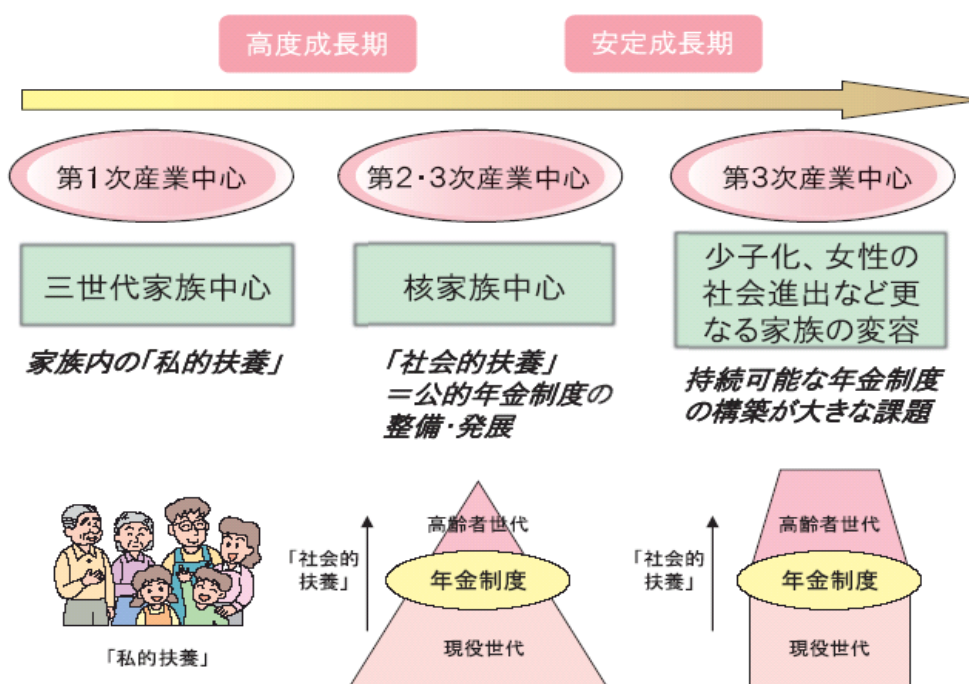 高度成長期
安定成長期
第1次産業中心
第2・3次産業中心
第3次産業中心
三世代家族中心
核家族中心
少子化、女性の
社会進出など更
なる家族の変容
家族内の「私的扶養」
「社会的扶養」
＝公的年金制度の
整備・発展
持続可能な年金制度
の構築が大きな課題
「私的扶養」
「社会的
扶養」
高齢者世代
年金制度
現役世代
「社会的
扶養」
高齢者世代
年金制度
現役世代